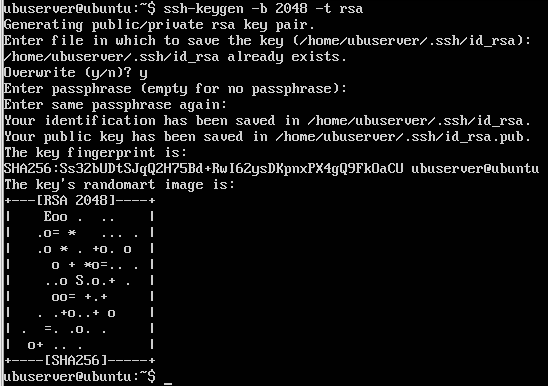 ubuserver@ubuntu:~$ ssh-keygen -b 2048 -t rsa
Generating public/private rsa key pair.
Enter file in which to save the key (/home/ubuserver/.ssh/id_rsa):
/home/ubuserver/.ssh/id_rsa already exists.
Overwrite (y/n)? y
Enter passphrase (empty for no passphrase):
Enter same passphrase again:
Your identification has been saved in /home/ubuserver/.ssh/id_rsa.
Your public key has been saved in /home/ubuserver/.ssh/id_rsa.pub.
The key fingerprint is:
SHA256:Ss32bUDtSJqQ2H75Bd+RwI62ysDKpnxPX4gQ9FkOaCU ubuserver@ubuntu
The key's randomart image is:
+---[RSA 2048]----+
|    Eoo .  ..    |
|   .o= *   ... . |
|   .o * . +o. o  |
|     o + *o=.. . |
|    ..o S.o.+ .  |
|     oo= +.+     |
|   . .+o..+ o    |
| .   =. .o. .    |
|  o+ .. .        |
+----[SHA256]-----+
ubuserver@ubuntu:~$ _